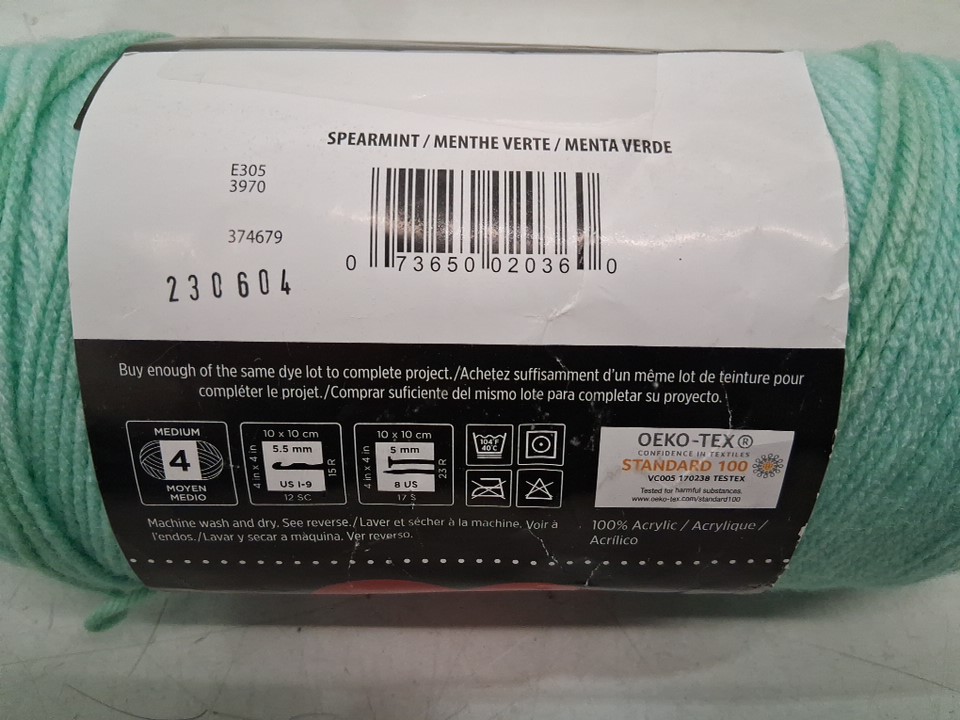 SPEARMINT / MENTHE VERTE / MENTA VERDE
E305
3970
374679
230604
0 73650 02036 0
Buy enough of the same dye lot to complete project./Achetez suffisamment d'un même lot de teinture pour
compléter le projet./Comprar suficiente del mismo lote para completar su proyecto.
MEDIUM
4
MOYEN
MEDIO
10 x 10 cm
4 in x 4 in
5.5 mm
US I-9
15 R
12 SC
10 x 10 cm
4 in x 4 in
5 mm
8 US
23 R
17 S
104 F
40 C
OEKO-TEX®
CONFIDENCE IN TEXTILES
STANDARD 100
VC005 170238 TESTEX
Tested for harmful substances.
www.oeko-tex.com/standard100
Machine wash and dry. See reverse./Laver et sécher à la machine. Voir à
l'endos./Lavar y secar a màquina. Ver reverso.
100% Acrylic / Acrylique /
Acrílico